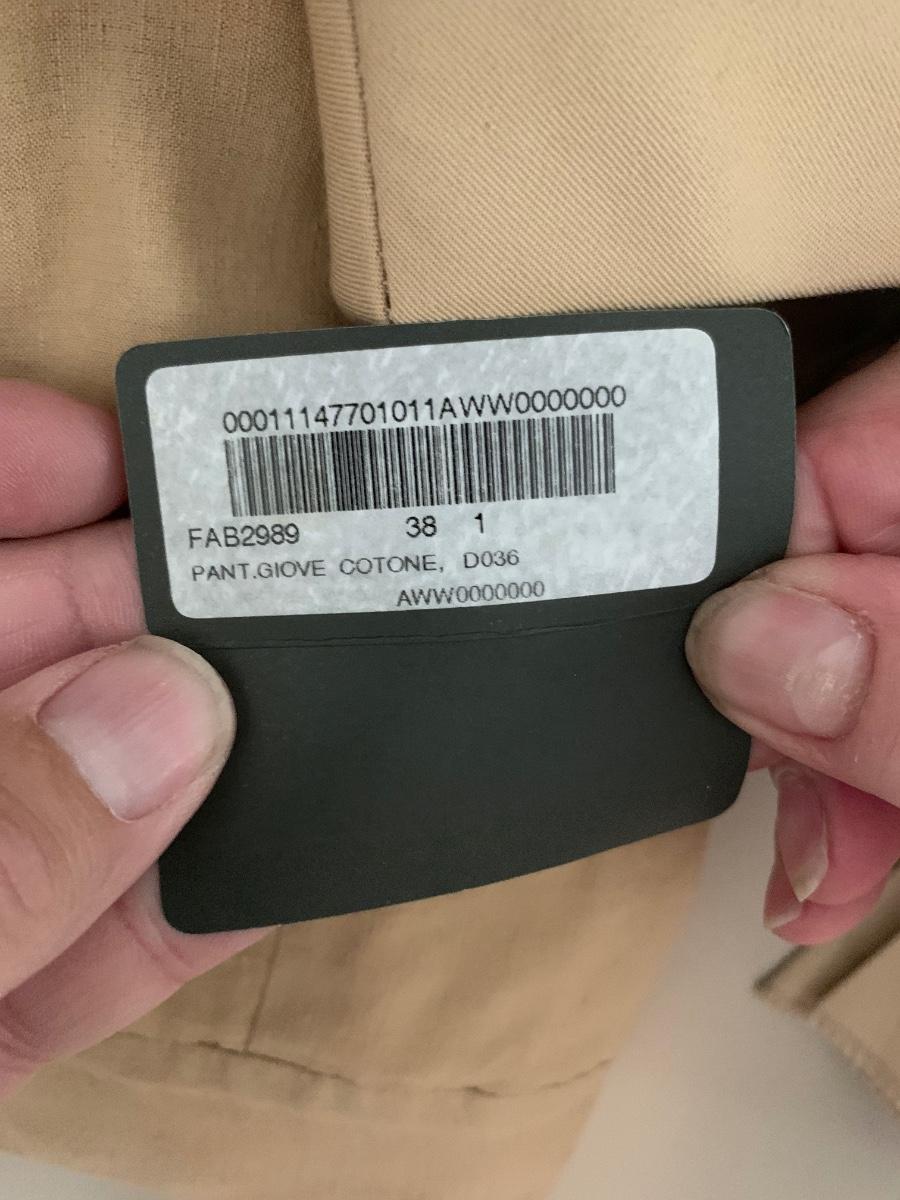 00011147701011AWW0000000
FAB2989 38 1
PANT.GIOVE COTONE, D036
AWW0000000